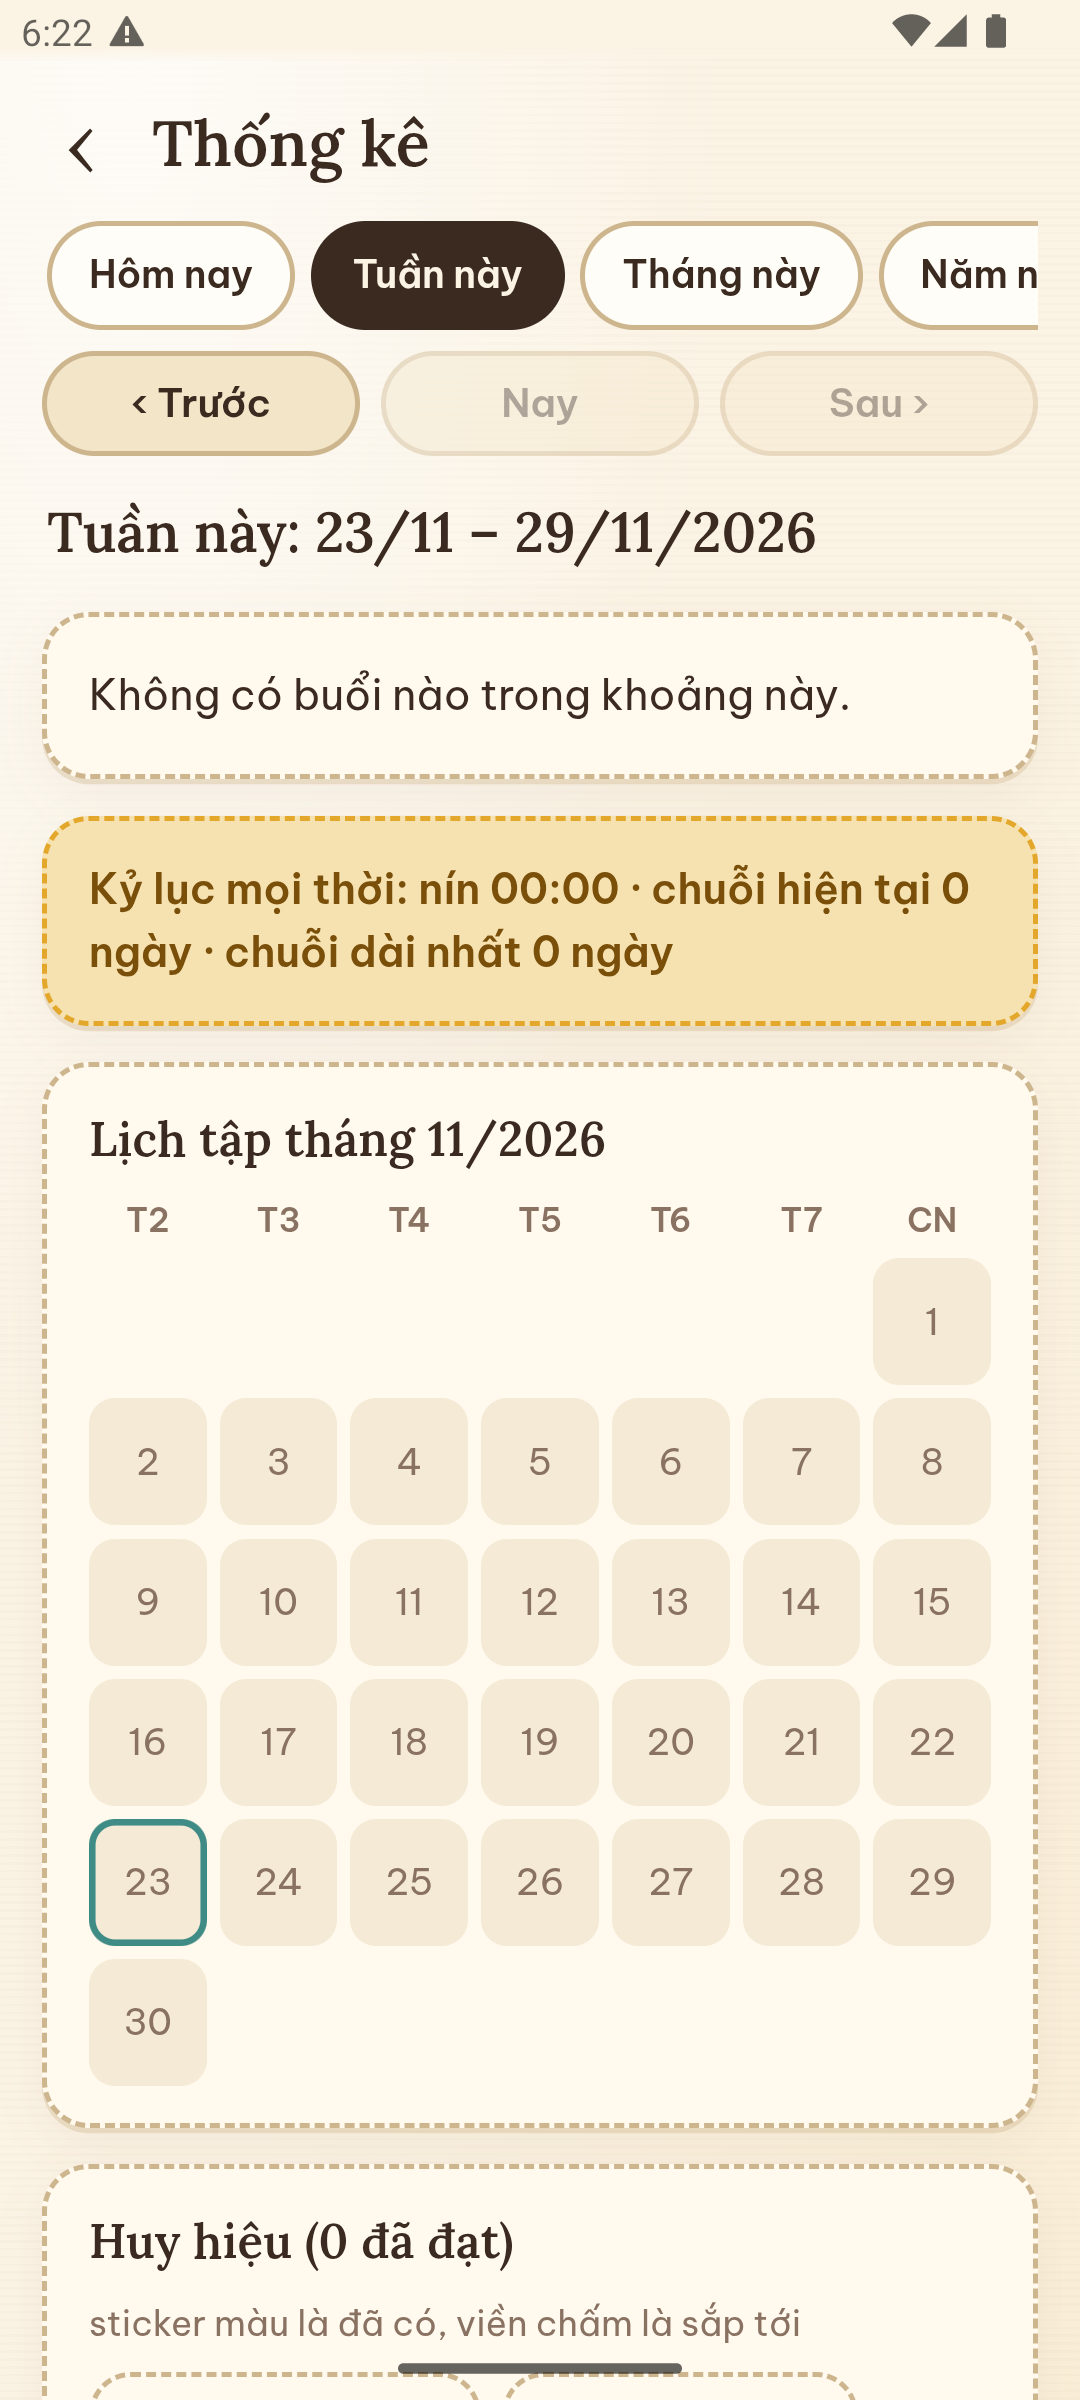 6:22
Thống kê
Hôm nay Tuần này Tháng này Năm n
‹ Trước Nay Sau ›
Tuần này: 23/11 – 29/11/2026
Không có buổi nào trong khoảng này.
Kỷ lục mọi thời: nín 00:00 · chuỗi hiện tại 0
ngày · chuỗi dài nhất 0 ngày
Lịch tập tháng 11/2026
T2 T3 T4 T5 T6 T7 CN
1
2 3 4 5 6 7 8
9 10 11 12 13 14 15
16 17 18 19 20 21 22
23 24 25 26 27 28 29
30
Huy hiệu (0 đã đạt)
sticker màu là đã có, viền chấm là sắp tới